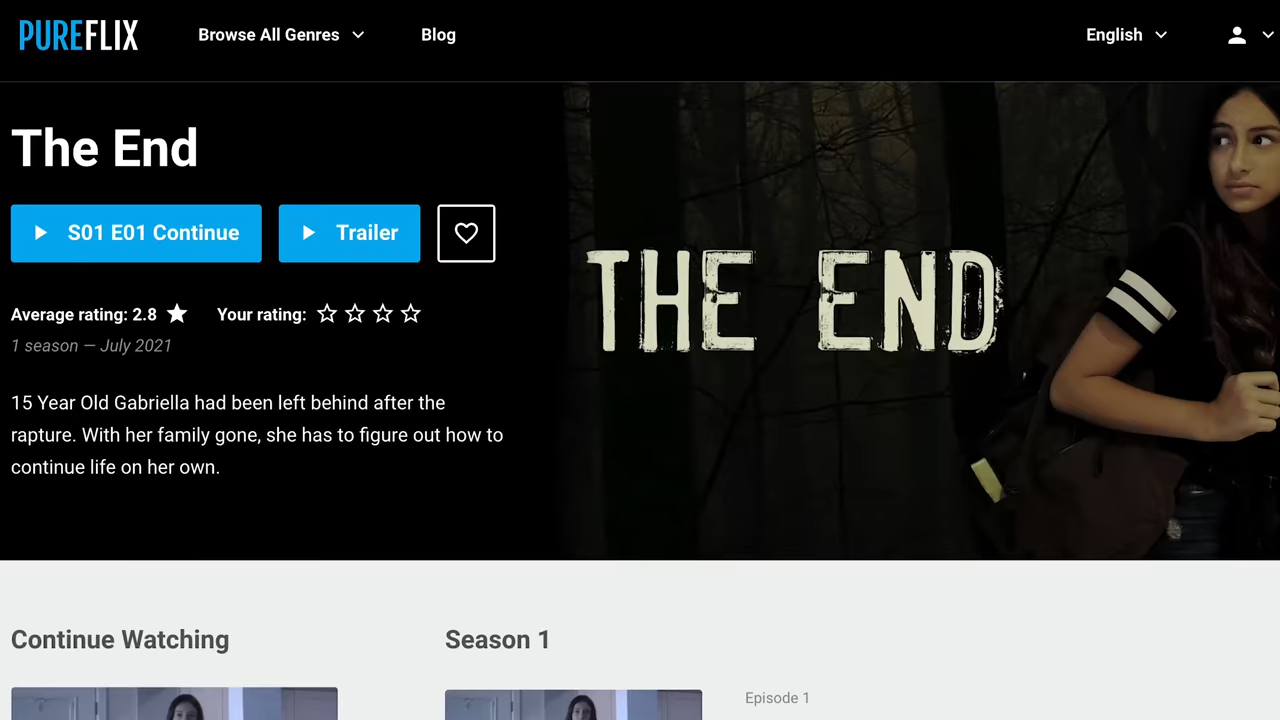 PUREFLIX
Browse All Genres
Blog
English
The End
S01 E01 Continue
Trailer
Average rating: 2.8
Your rating:
1 season — July 2021
15 Year Old Gabriella had been left behind after the
rapture. With her family gone, she has to figure out how to
continue life on her own.
THE END
Continue Watching
Season 1
Episode 1